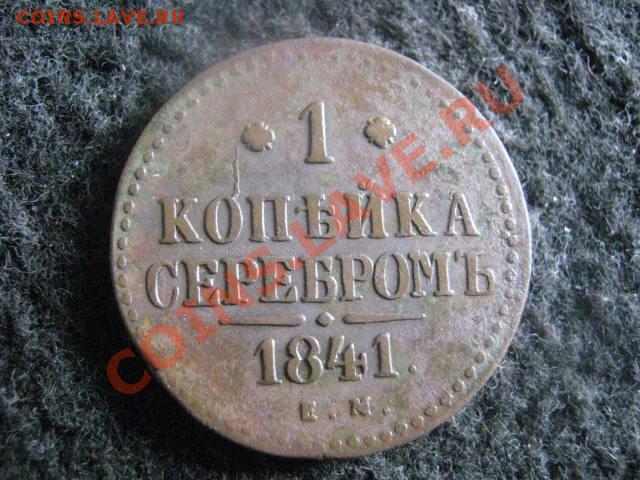 COINS.LAVE.RU
1
КОПѢЙКА
СЕРЕБРОМЪ
1841.
Е.М.
COINS.LAVE.RU